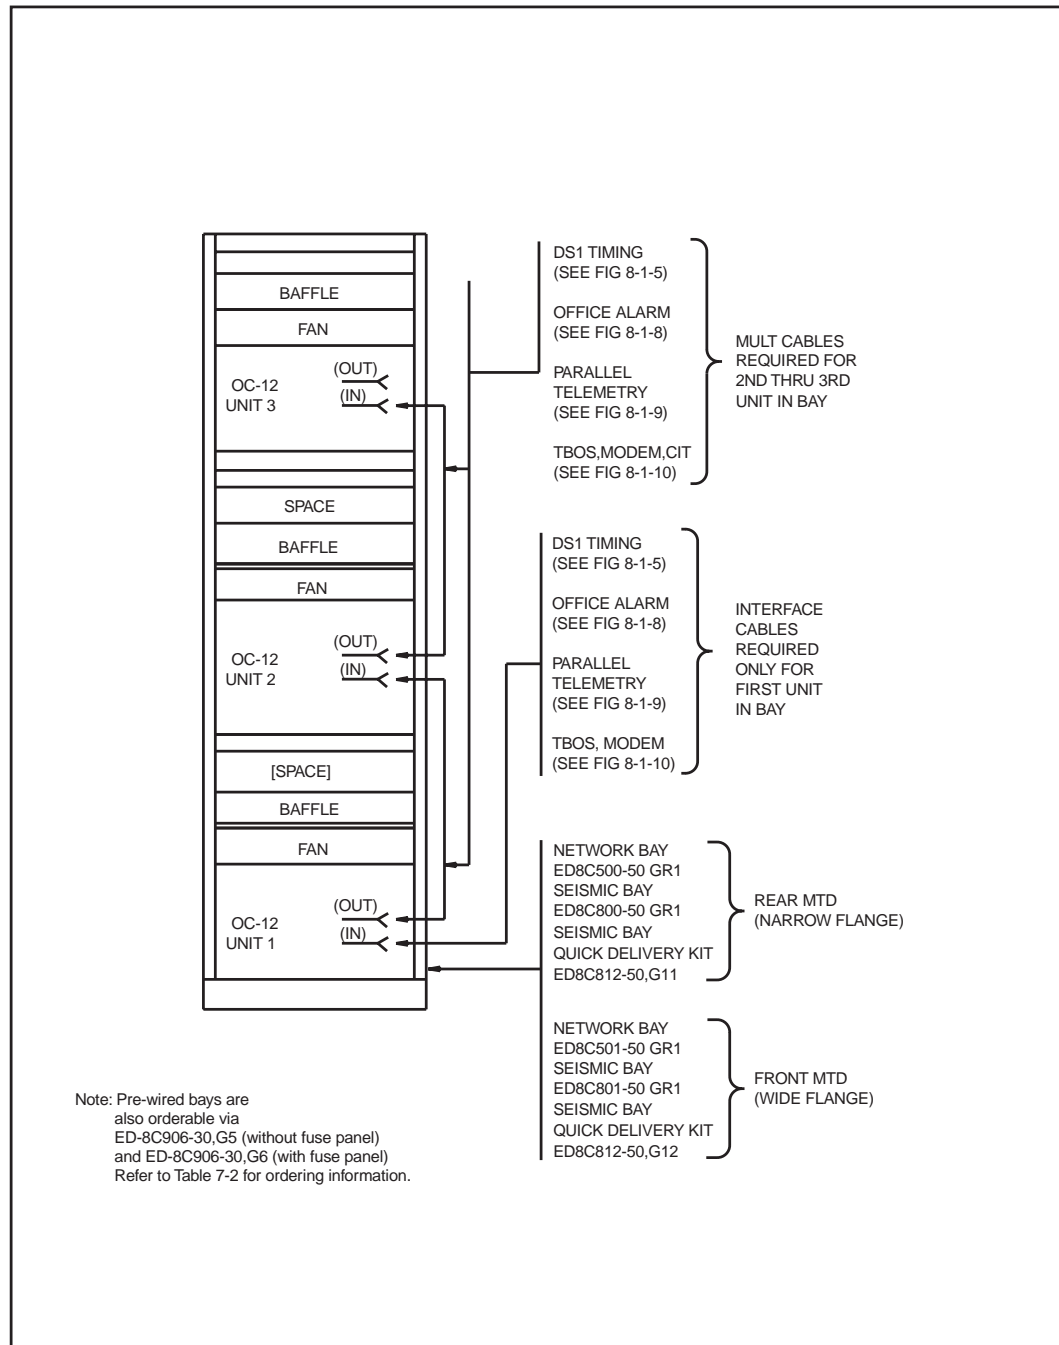 BAFFLE
FAN
(OUT)
OC-12
(IN)
UNIT 3
SPACE
BAFFLE
FAN
(OUT)
OC-12
(IN)
UNIT 2
[SPACE]
BAFFLE
FAN
(OUT)
OC-12
(IN)
UNIT 1
DS1 TIMING
(SEE FIG 8-1-5)
OFFICE ALARM
(SEE FIG 8-1-8)
PARALLEL
TELEMETRY
(SEE FIG 8-1-9)
TBOS,MODEM,CIT
(SEE FIG 8-1-10)
MULT CABLES
REQUIRED FOR
2ND THRU 3RD
UNIT IN BAY
DS1 TIMING
(SEE FIG 8-1-5)
OFFICE ALARM
(SEE FIG 8-1-8)
PARALLEL
TELEMETRY
(SEE FIG 8-1-9)
TBOS, MODEM
(SEE FIG 8-1-10)
INTERFACE
CABLES
REQUIRED
ONLY FOR
FIRST UNIT
IN BAY
NETWORK BAY
ED8C500-50 GR1
SEISMIC BAY
ED8C800-50 GR1
SEISMIC BAY
QUICK DELIVERY KIT
ED8C812-50,G11
REAR MTD
(NARROW FLANGE)
NETWORK BAY
ED8C501-50 GR1
SEISMIC BAY
ED8C801-50 GR1
SEISMIC BAY
QUICK DELIVERY KIT
ED8C812-50,G12
FRONT MTD
(WIDE FLANGE)
Note: Pre-wired bays are
also orderable via
ED-8C906-30,G5 (without fuse panel)
and ED-8C906-30,G6 (with fuse panel)
Refer to Table 7-2 for ordering information.